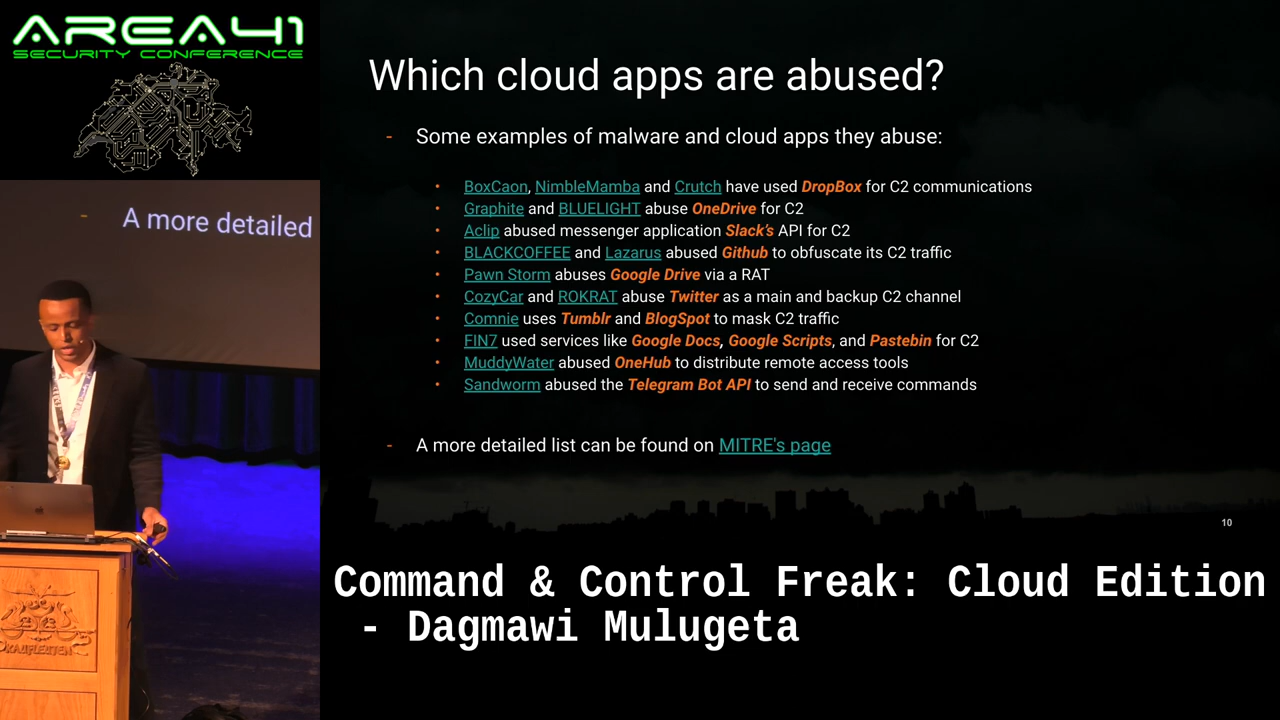 AREA41
SECURITY CONFERENCE
- A more detailed
KAUFLEUTEN
Which cloud apps are abused?
- Some examples of malware and cloud apps they abuse:
• BoxCaon, NimbleMamba and Crutch have used DropBox for C2 communications
• Graphite and BLUELIGHT abuse OneDrive for C2
• Aclip abused messenger application Slack's API for C2
• BLACKCOFFEE and Lazarus abused Github to obfuscate its C2 traffic
• Pawn Storm abuses Google Drive via a RAT
• CozyCar and ROKRAT abuse Twitter as a main and backup C2 channel
• Comnie uses Tumblr and BlogSpot to mask C2 traffic
• FIN7 used services like Google Docs, Google Scripts, and Pastebin for C2
• MuddyWater abused OneHub to distribute remote access tools
• Sandworm abused the Telegram Bot API to send and receive commands
- A more detailed list can be found on MITRE's page
10
Command & Control Freak: Cloud Edition
- Dagmawi Mulugeta